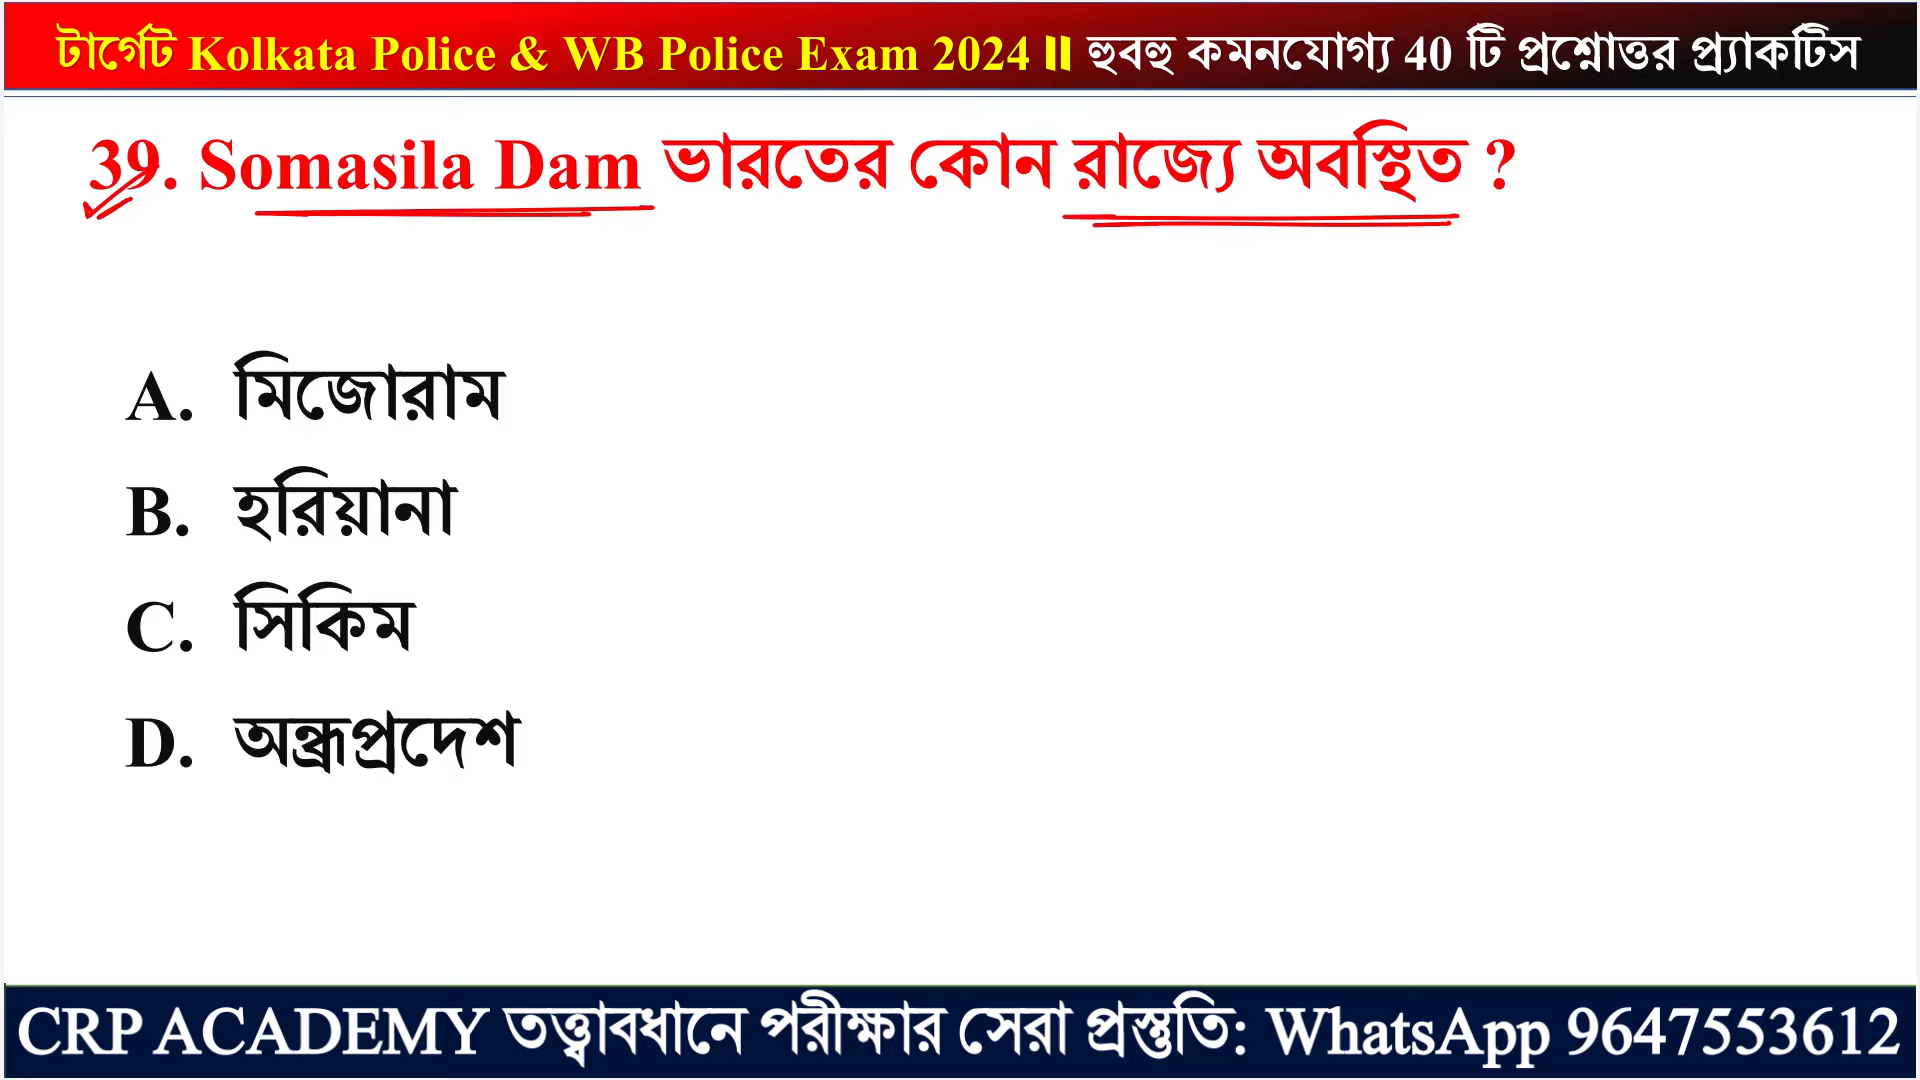 টার্গেট Kolkata Police & WB Police Exam 2024 ॥ হুবহু কমনযোগ্য 40 টি প্রশ্নোত্তর প্র্যাকটিস
39. Somasila Dam ভারতের কোন রাজ্যে অবস্থিত ?
A. মিজোরাম
B. হরিয়ানা
C. সিকিম
D. অন্ধ্রপ্রদেশ
CRP ACADEMY তত্ত্বাবধানে পরীক্ষার সেরা প্রস্তুতি: WhatsApp 9647553612